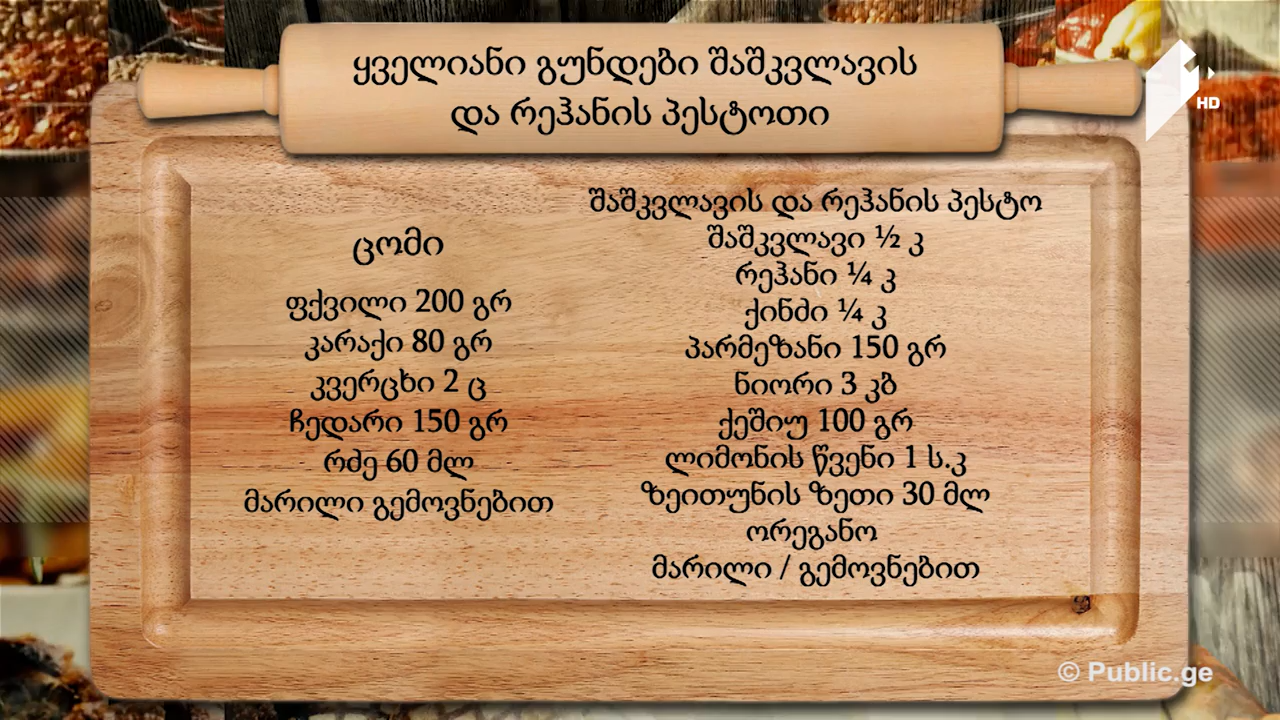 ყველიანი გუნდები შაშკვლავის
და რეჰანის პესტოთი
HD
ცომი
ფქვილი 200 გრ
კარაქი 80 გრ
კვერცხი 2 ც
ჩედარი 150 გრ
რძე 60 მლ
მარილი გემოვნებით
შაშკვლავის და რეჰანის პესტო
შაშკვლავი ½ კ
რეჰანი ¼ კ
ქინძი ¼ კ
პარმეზანი 150 გრ
ნიორი 3 კბ
ქეშიუ 100 გრ
ლიმონის წვენი 1 ს.კ
ზეითუნის ზეთი 30 მლ
ორეგანო
მარილი / გემოვნებით
© Public.ge